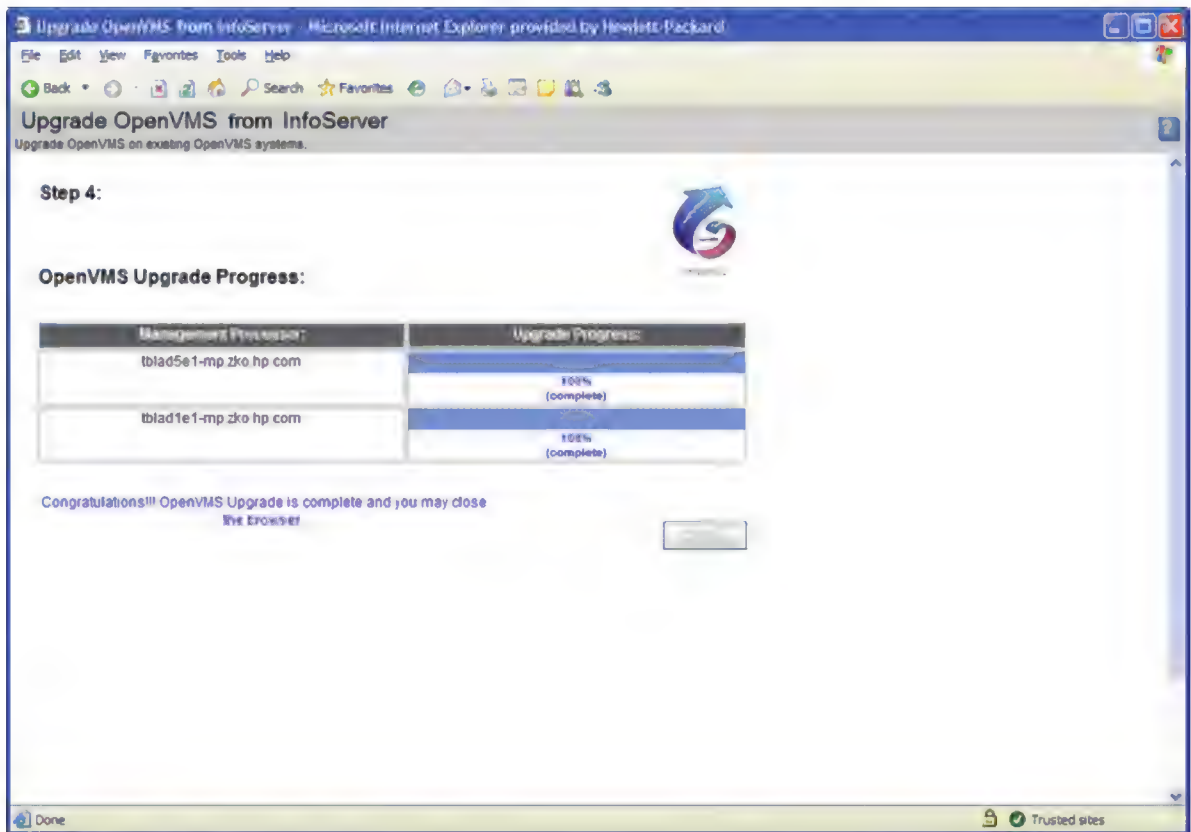 Upgrade OpenVMS from InfoServer - Microsoft Internet Explorer provided by Hewlett-Packard
File Edit View Favorites Tools Help
Back Search Favorites
Upgrade OpenVMS from InfoServer
Upgrade OpenVMS on existing OpenVMS systems.
Step 4:
OpenVMS Upgrade Progress:
Management Processor: Upgrade Progress:
tblad5e1-mp zko hp com
100%
(complete)
tblad1e1-mp zko hp com
100%
(complete)
Congratulations!!! OpenVMS Upgrade is complete and you may close
the browser
Done Trusted sites